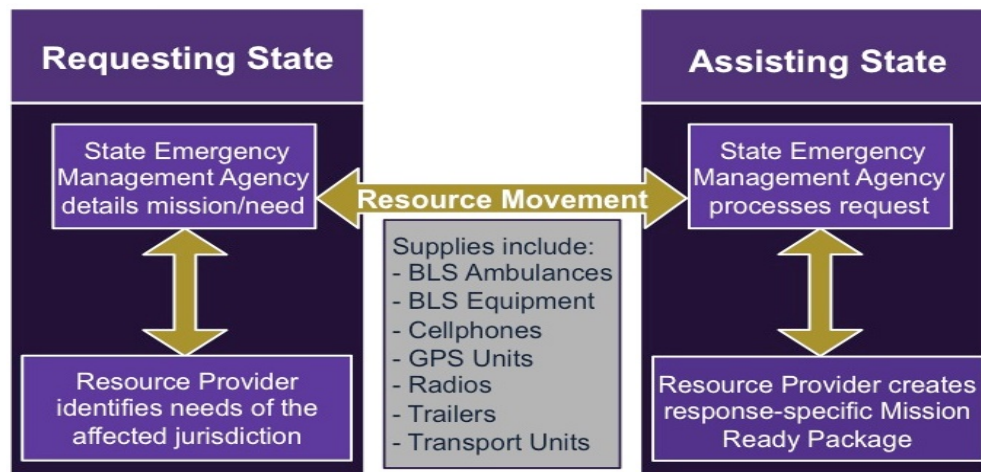 Requesting State
State Emergency
Management Agency
details mission/need
Resource Provider
identifies needs of the
affected jurisdiction
Resource Movement
Supplies include:
- BLS Ambulances
- BLS Equipment
- Cellphones
- GPS Units
- Radios
- Trailers
- Transport Units
Assisting State
State Emergency
Management Agency
processes request
Resource Provider creates
response-specific Mission
Ready Package